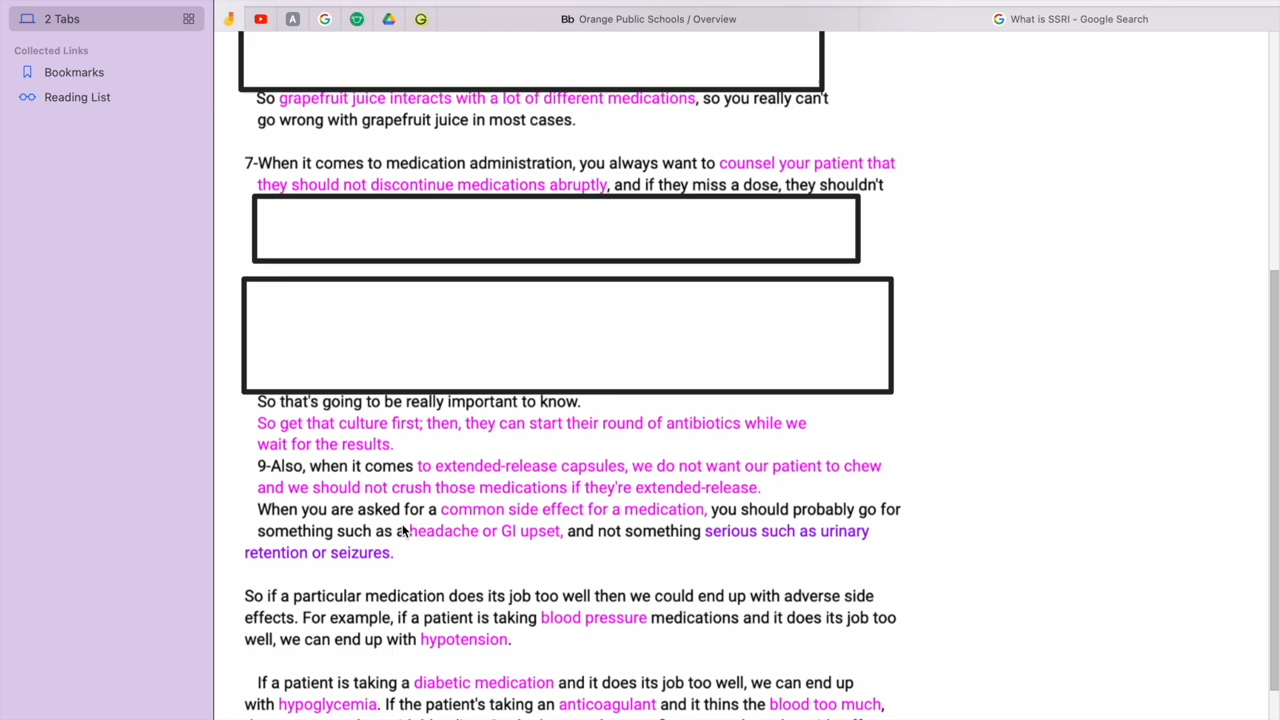 2 Tabs
Bb Orange Public Schools / Overview
What is SSRI - Google Search
Collected Links
Bookmarks
Reading List
So grapefruit juice interacts with a lot of different medications, so you really can't
go wrong with grapefruit juice in most cases.
7-When it comes to medication administration, you always want to counsel your patient that
they should not discontinue medications abruptly, and if they miss a dose, they shouldn't
So that's going to be really important to know.
So get that culture first; then, they can start their round of antibiotics while we
wait for the results.
9-Also, when it comes to extended-release capsules, we do not want our patient to chew
and we should not crush those medications if they're extended-release.
When you are asked for a common side effect for a medication, you should probably go for
something such as a headache or GI upset, and not something serious such as urinary
retention or seizures.
So if a particular medication does its job too well then we could end up with adverse side
effects. For example, if a patient is taking blood pressure medications and it does its job too
well, we can end up with hypotension.
If a patient is taking a diabetic medication and it does its job too well, we can end up
with hypoglycemia. If the patient's taking an anticoagulant and it thins the blood too much,